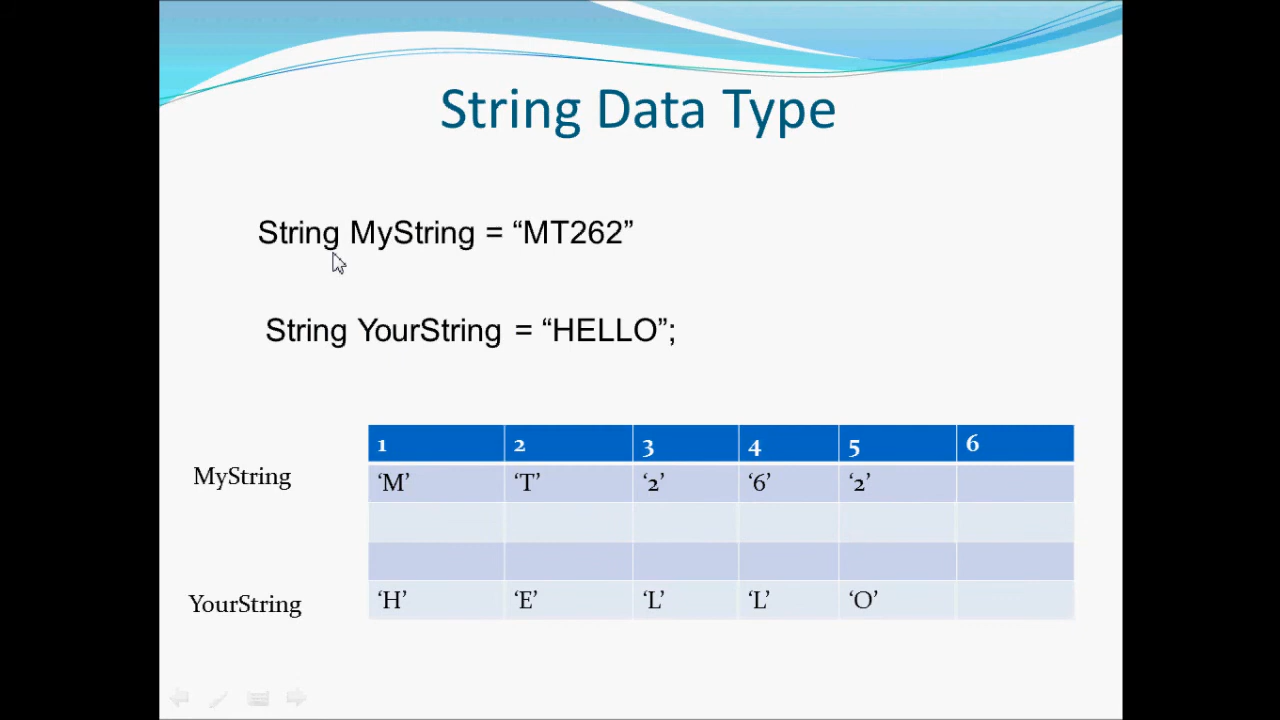 String Data Type
String MyString = “MT262”
String YourString = “HELLO”;
1 2 3 4 5 6
MyString ‘M’ ‘T’ ‘2’ ‘6’ ‘2’
YourString ‘H’ ‘E’ ‘L’ ‘L’ ‘O’